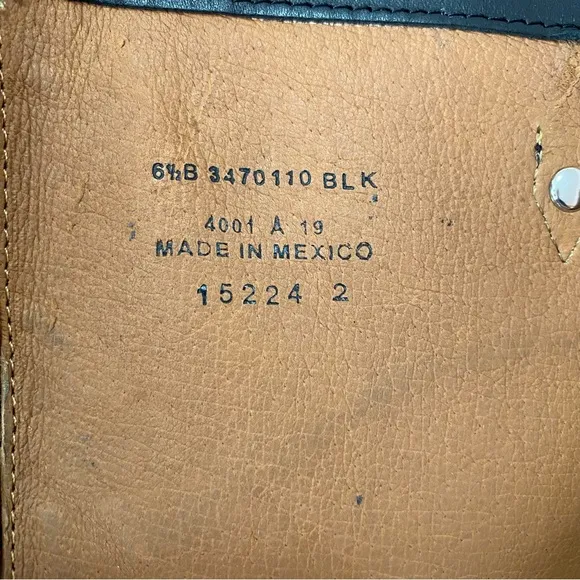 6½B 3470110 BLK
4001 A 19
MADE IN MEXICO
15224 2